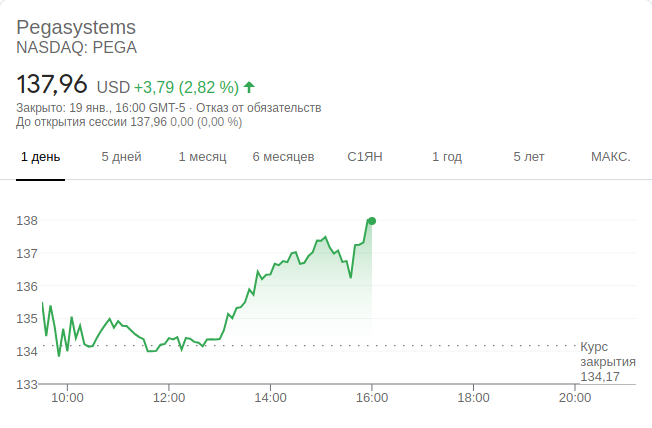 Pegasystems
NASDAQ: PEGA
137,96 USD +3,79 (2,82 %)
Закрыто: 19 янв., 16:00 GMT-5 · Отказ от обязательств
До открытия сессии 137,96 0,00 (0,00 %)
1 день 5 дней 1 месяц 6 месяцев С1ЯН 1 год 5 лет МАКС.
138
137
136
135
134
133
Курс
закрытия
134,17
10:00 12:00 14:00 16:00 18:00 20:00